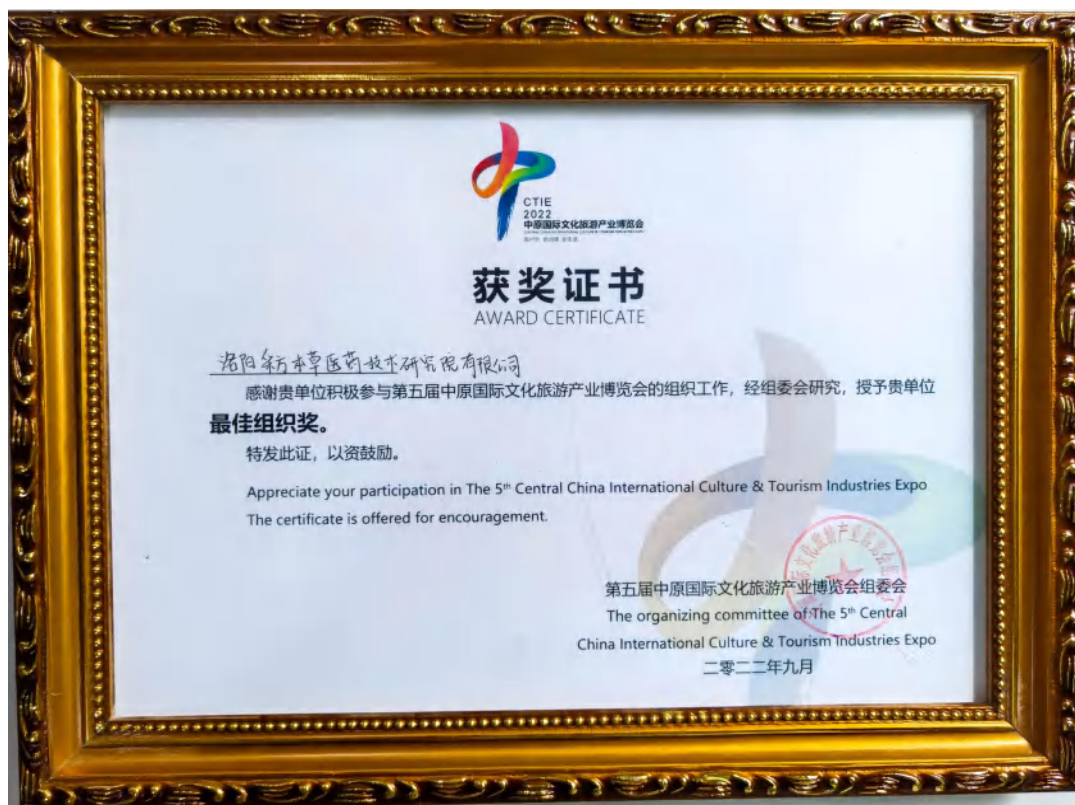 CTIE
2022
中原国际文化旅游产业博览会
获奖证书
AWARD CERTIFICATE
洛阳采方本草医药技术研究院有限公司
感谢贵单位积极参与第五届中原国际文化旅游产业博览会的组织工作，经组委会研究，授予贵单位
最佳组织奖。
特发此证，以资鼓励。
Appreciate your participation in The 5th Central China International Culture & Tourism Industries Expo
The certificate is offered for encouragement.
第五届中原国际文化旅游产业博览会组委会
The organizing committee of The 5th Central
China International Culture & Tourism Industries Expo
二零二二年九月